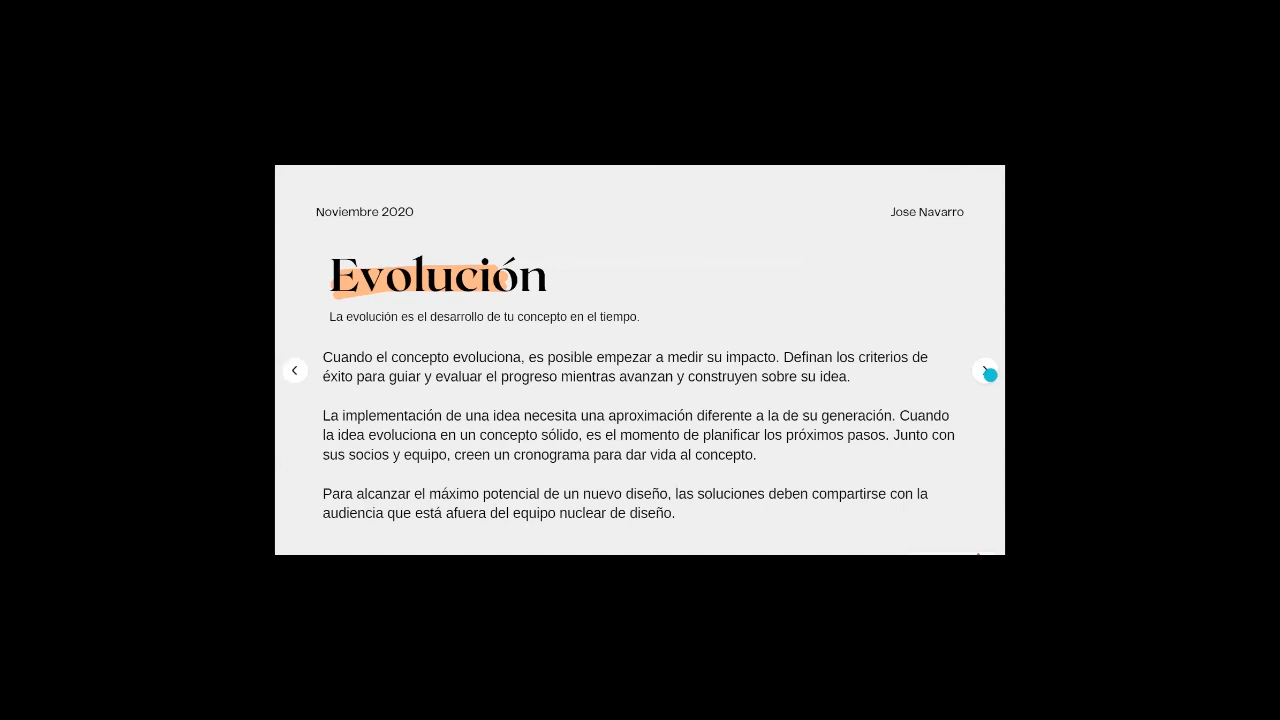 Noviembre 2020
Jose Navarro
Evolución
La evolución es el desarrollo de tu concepto en el tiempo.
Cuando el concepto evoluciona, es posible empezar a medir su impacto. Definan los criterios de
éxito para guiar y evaluar el progreso mientras avanzan y construyen sobre su idea.
La implementación de una idea necesita una aproximación diferente a la de su generación. Cuando
la idea evoluciona en un concepto sólido, es el momento de planificar los próximos pasos. Junto con
sus socios y equipo, creen un cronograma para dar vida al concepto.
Para alcanzar el máximo potencial de un nuevo diseño, las soluciones deben compartirse con la
audiencia que está afuera del equipo nuclear de diseño.